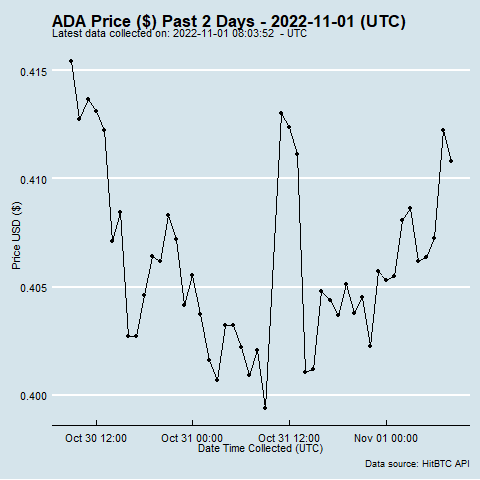 ADA Price ($) Past 2 Days - 2022-11-01 (UTC)
Latest data collected on: 2022-11-01 08:03:52  - UTC
0.415
0.410
0.405
0.400
Price USD ($)
Oct 30 12:00
Oct 31 00:00
Oct 31 12:00
Nov 01 00:00
Date Time Collected (UTC)
Data source: HitBTC API